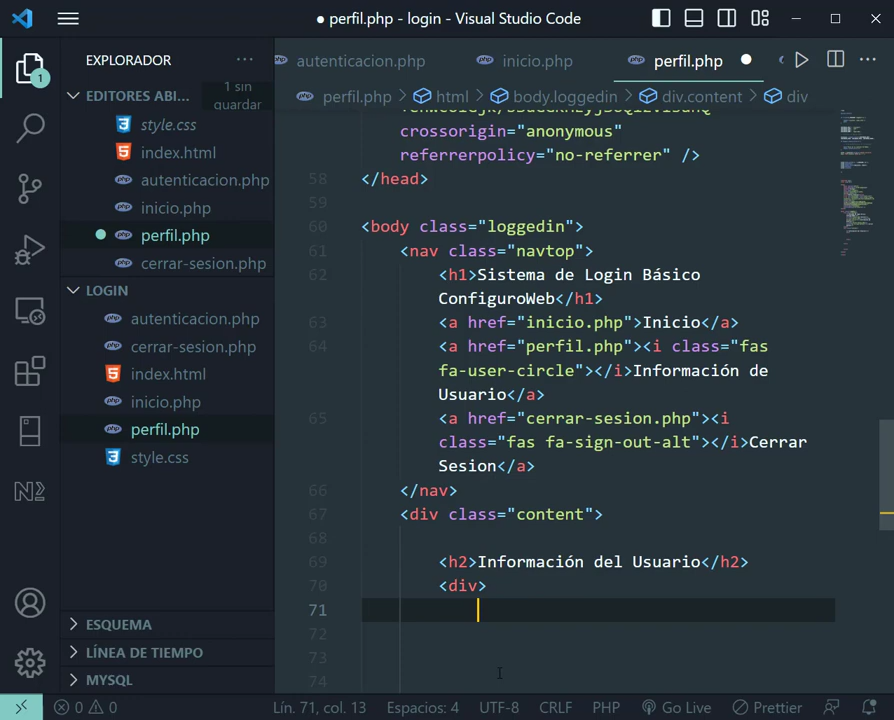 perfil.php - login - Visual Studio Code
EXPLORADOR
1
EDITORES ABI...
1 sin guardar
style.css
index.html
autenticacion.php
inicio.php
perfil.php
cerrar-sesion.php
LOGIN
autenticacion.php
cerrar-sesion.php
index.html
inicio.php
perfil.php
style.css
ESQUEMA
LÍNEA DE TIEMPO
MYSQL
autenticacion.php
inicio.php
perfil.php
perfil.php > html > body.loggedin > div.content > div
crossorigin="anonymous"
referrerpolicy="no-referrer" />
58 </head>
59
60 <body class="loggedin">
61 <nav class="navtop">
62 <h1>Sistema de Login Básico
ConfiguroWeb</h1>
63 <a href="inicio.php">Inicio</a>
64 <a href="perfil.php"><i class="fas
fa-user-circle"></i>Información de
Usuario</a>
65 <a href="cerrar-sesion.php"><i
class="fas fa-sign-out-alt"></i>Cerrar
Sesion</a>
66 </nav>
67 <div class="content">
68
69 <h2>Información del Usuario</h2>
70 <div>
71
72
73
74
0 0 Lín. 71, col. 13 Espacios: 4 UTF-8 CRLF PHP Go Live Prettier